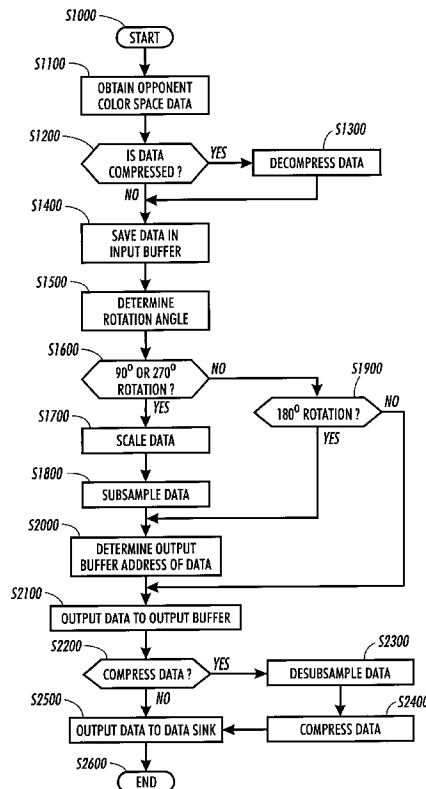 S1000
START
S1100
OBTAIN OPPONENT
COLOR SPACE DATA
S1200
IS DATA
COMPRESSED ?
YES
S1300
DECOMPRESS DATA
NO
S1400
SAVE DATA IN
INPUT BUFFER
S1500
DETERMINE
ROTATION ANGLE
S1600
90° OR 270°
ROTATION ?
NO
S1900
180° ROTATION ?
NO
YES
YES
S1700
SCALE DATA
S1800
SUBSAMPLE DATA
S2000
DETERMINE OUTPUT
BUFFER ADDRESS OF DATA
S2100
OUTPUT DATA TO OUTPUT BUFFER
S2200
COMPRESS DATA ?
YES
S2300
DESUBSAMPLE DATA
NO
S2400
COMPRESS DATA
S2500
OUTPUT DATA TO DATA SINK
S2600
END